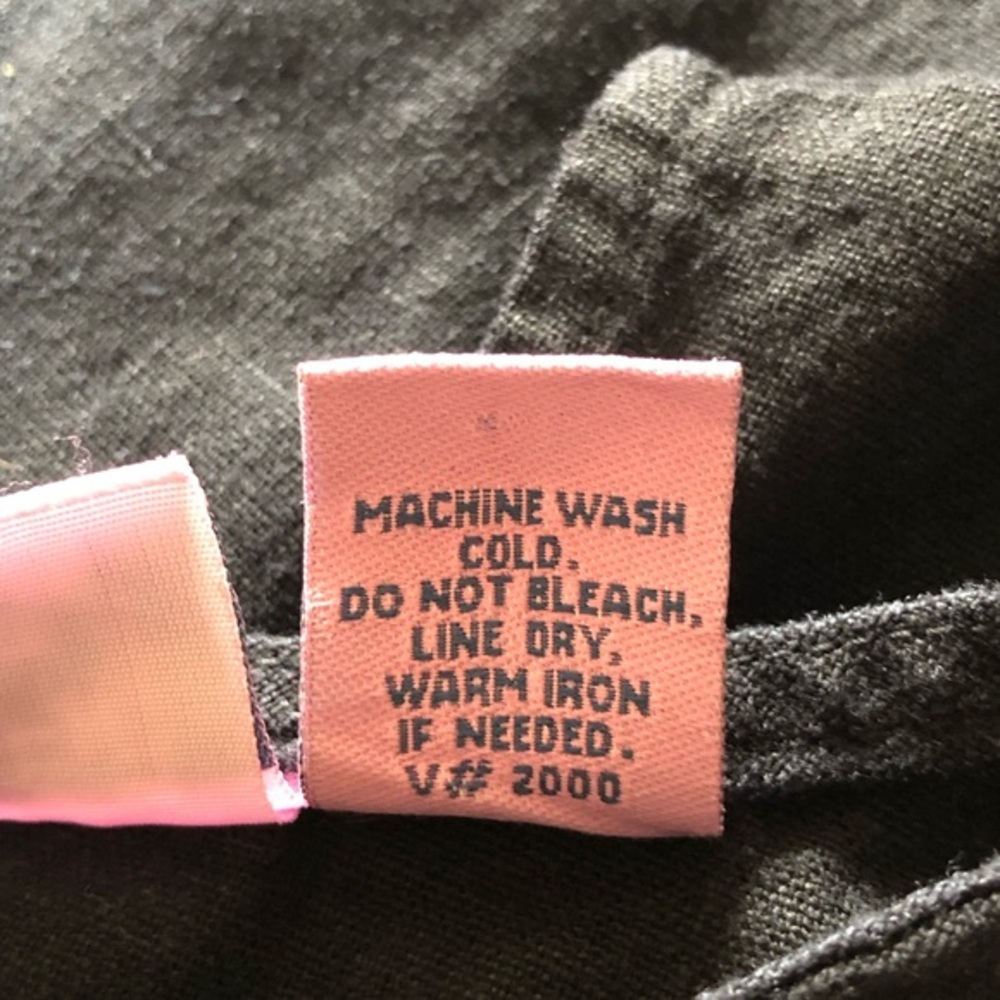 MACHINE WASH
COLD.
DO NOT BLEACH.
LINE DRY.
WARM IRON
IF NEEDED.
V# 2000